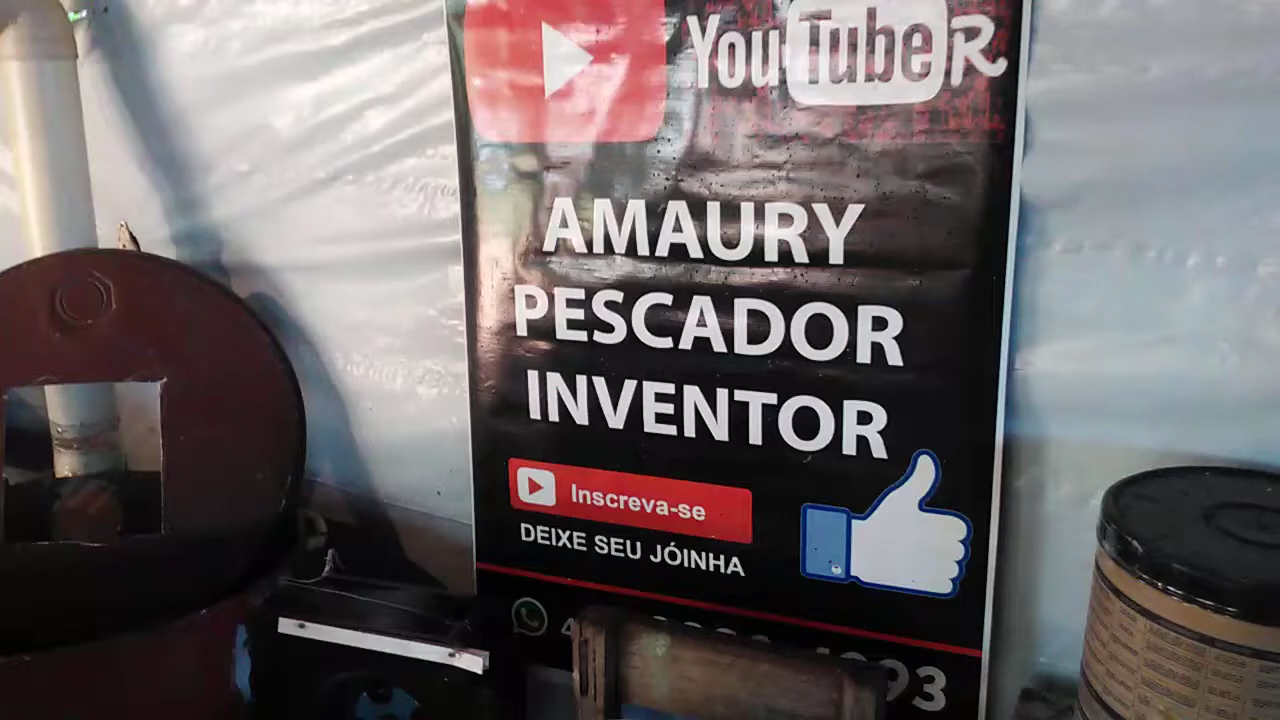 YouTubeR
AMAURY
PESCADOR
INVENTOR
Inscreva-se
DEIXE SEU JÓINHA